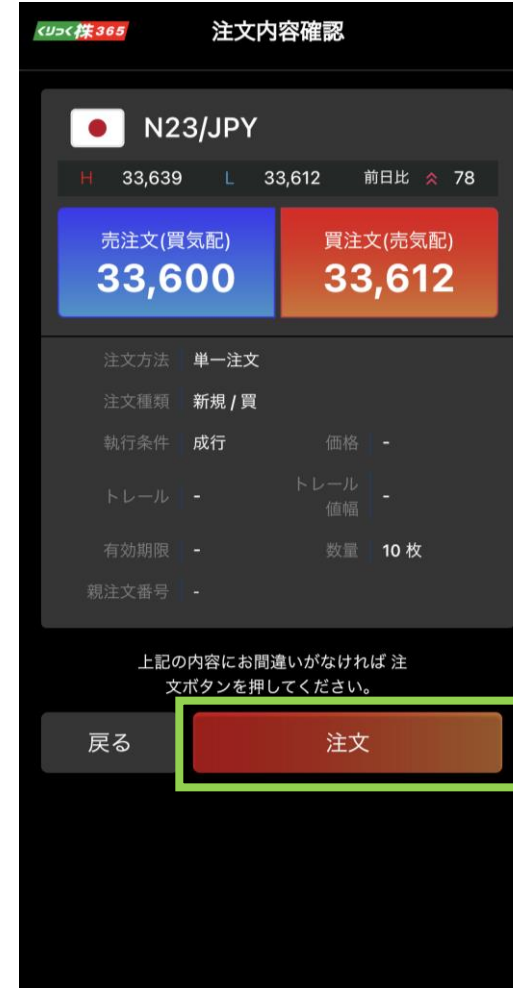 くりっく株365 注文内容確認
N23/JPY
H 33,639 L 33,612 前日比 78
売注文(買気配) 買注文(売気配)
33,600 33,612
注文方法 単一注文
注文種類 新規 / 買
執行条件 成行 価格 -
トレール - トレール
値幅 -
有効期限 - 数量 10 枚
親注文番号 -
上記の内容にお間違いがなければ 注
文ボタンを押してください。
戻る 注文